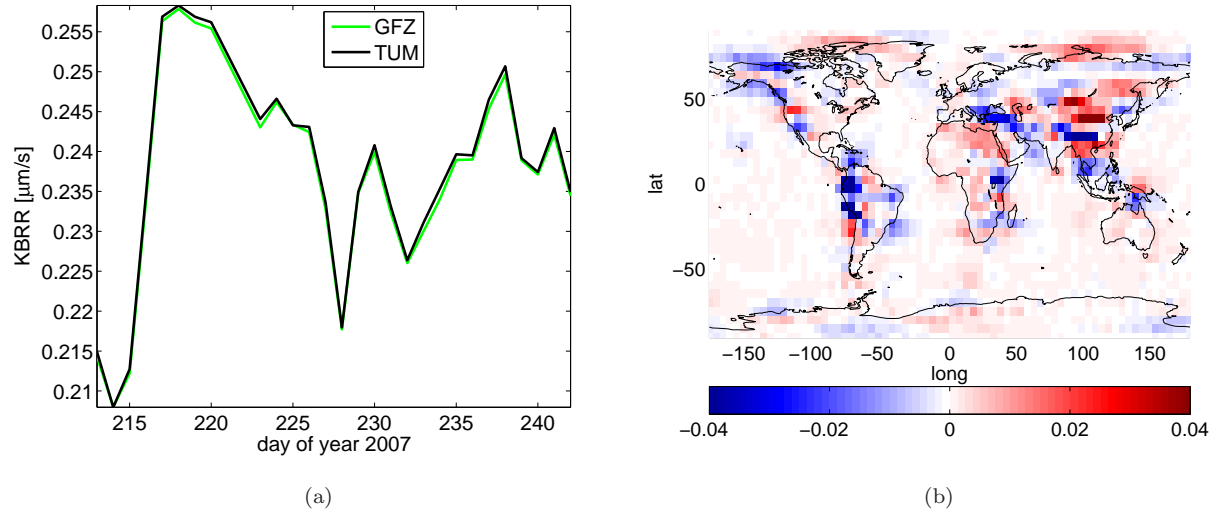 0.255
0.25
0.245
0.24
0.235
0.23
0.225
0.22
0.215
0.21
KBRR [µm/s]
GFZ
TUM
215 220 225 230 235 240
day of year 2007
(a)
50
0
−50
lat
−150 −100 −50 0 50 100 150
long
−0.04 −0.02 0 0.02 0.04
(b)